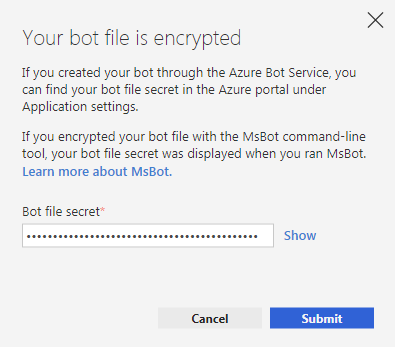 Your bot file is encrypted
If you created your bot through the Azure Bot Service, you
can find your bot file secret in the Azure portal under
Application settings.
If you encrypted your bot file with the MsBot command-line
tool, your bot file secret was displayed when you ran MsBot.
Learn more about MsBot.
Bot file secret*
•••••••••••••••••••••••••••••••••••••••••••• Show
Cancel Submit